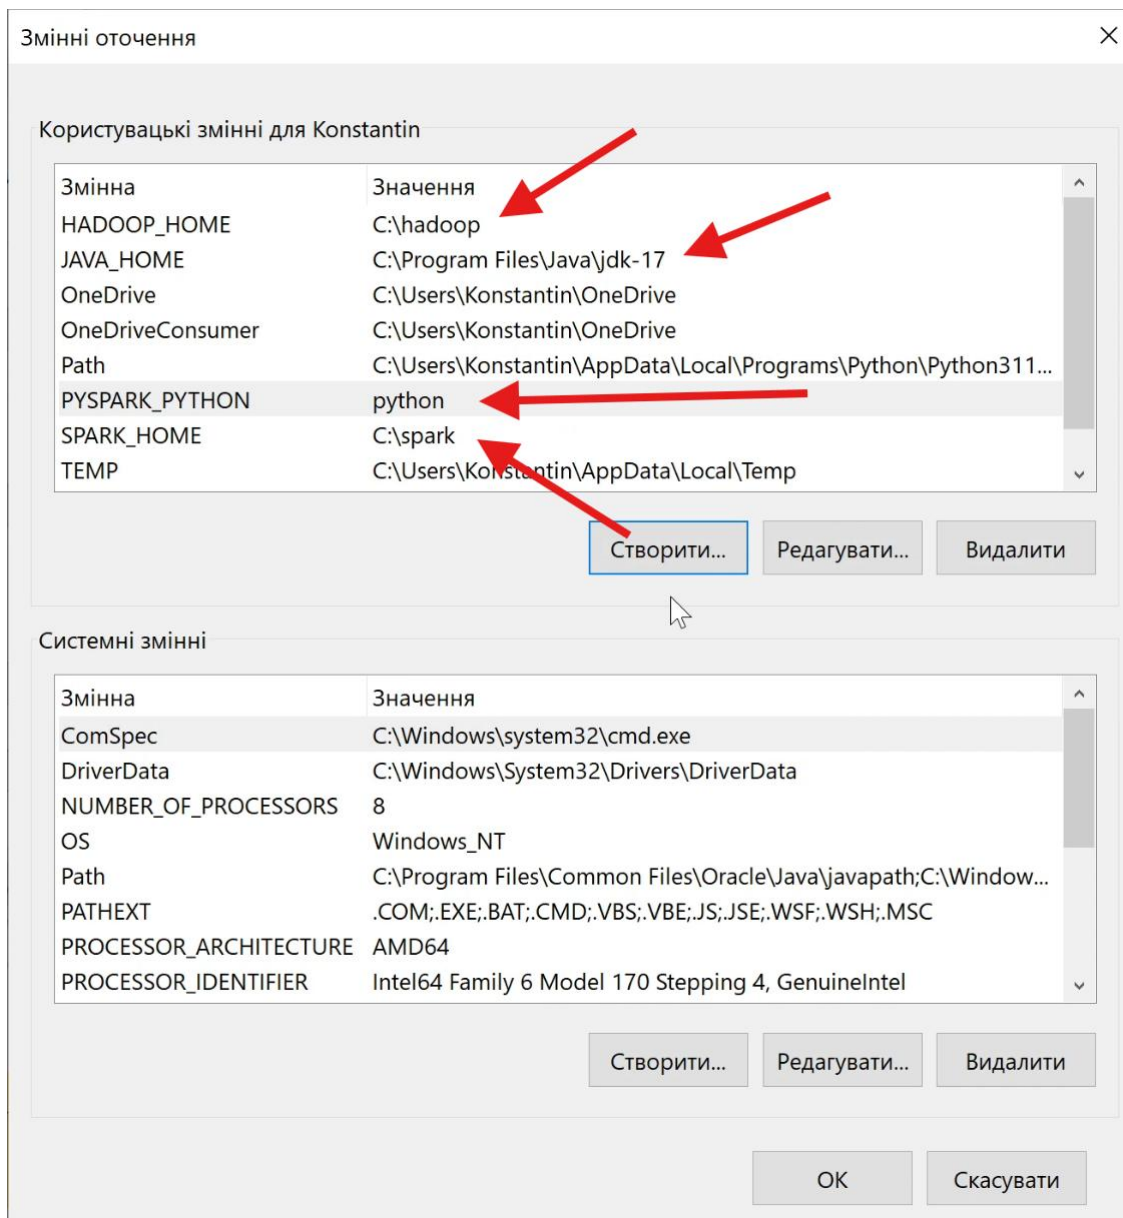 Змінні оточення
Користувацькі змінні для Konstantin
Змінна Значення
HADOOP_HOME C:\hadoop
JAVA_HOME C:\Program Files\Java\jdk-17
OneDrive C:\Users\Konstantin\OneDrive
OneDriveConsumer C:\Users\Konstantin\OneDrive
Path C:\Users\Konstantin\AppData\Local\Programs\Python\Python311...
PYSPARK_PYTHON python
SPARK_HOME C:\spark
TEMP C:\Users\Konstantin\AppData\Local\Temp
Створити... Редагувати... Видалити
Системні змінні
Змінна Значення
ComSpec C:\Windows\system32\cmd.exe
DriverData C:\Windows\System32\Drivers\DriverData
NUMBER_OF_PROCESSORS 8
OS Windows_NT
Path C:\Program Files\Common Files\Oracle\Java\javapath;C:\Window...
PATHEXT .COM;.EXE;.BAT;.CMD;.VBS;.VBE;.JS;.JSE;.WSF;.WSH;.MSC
PROCESSOR_ARCHITECTURE AMD64
PROCESSOR_IDENTIFIER Intel64 Family 6 Model 170 Stepping 4, GenuineIntel
Створити... Редагувати... Видалити
ОК Скасувати